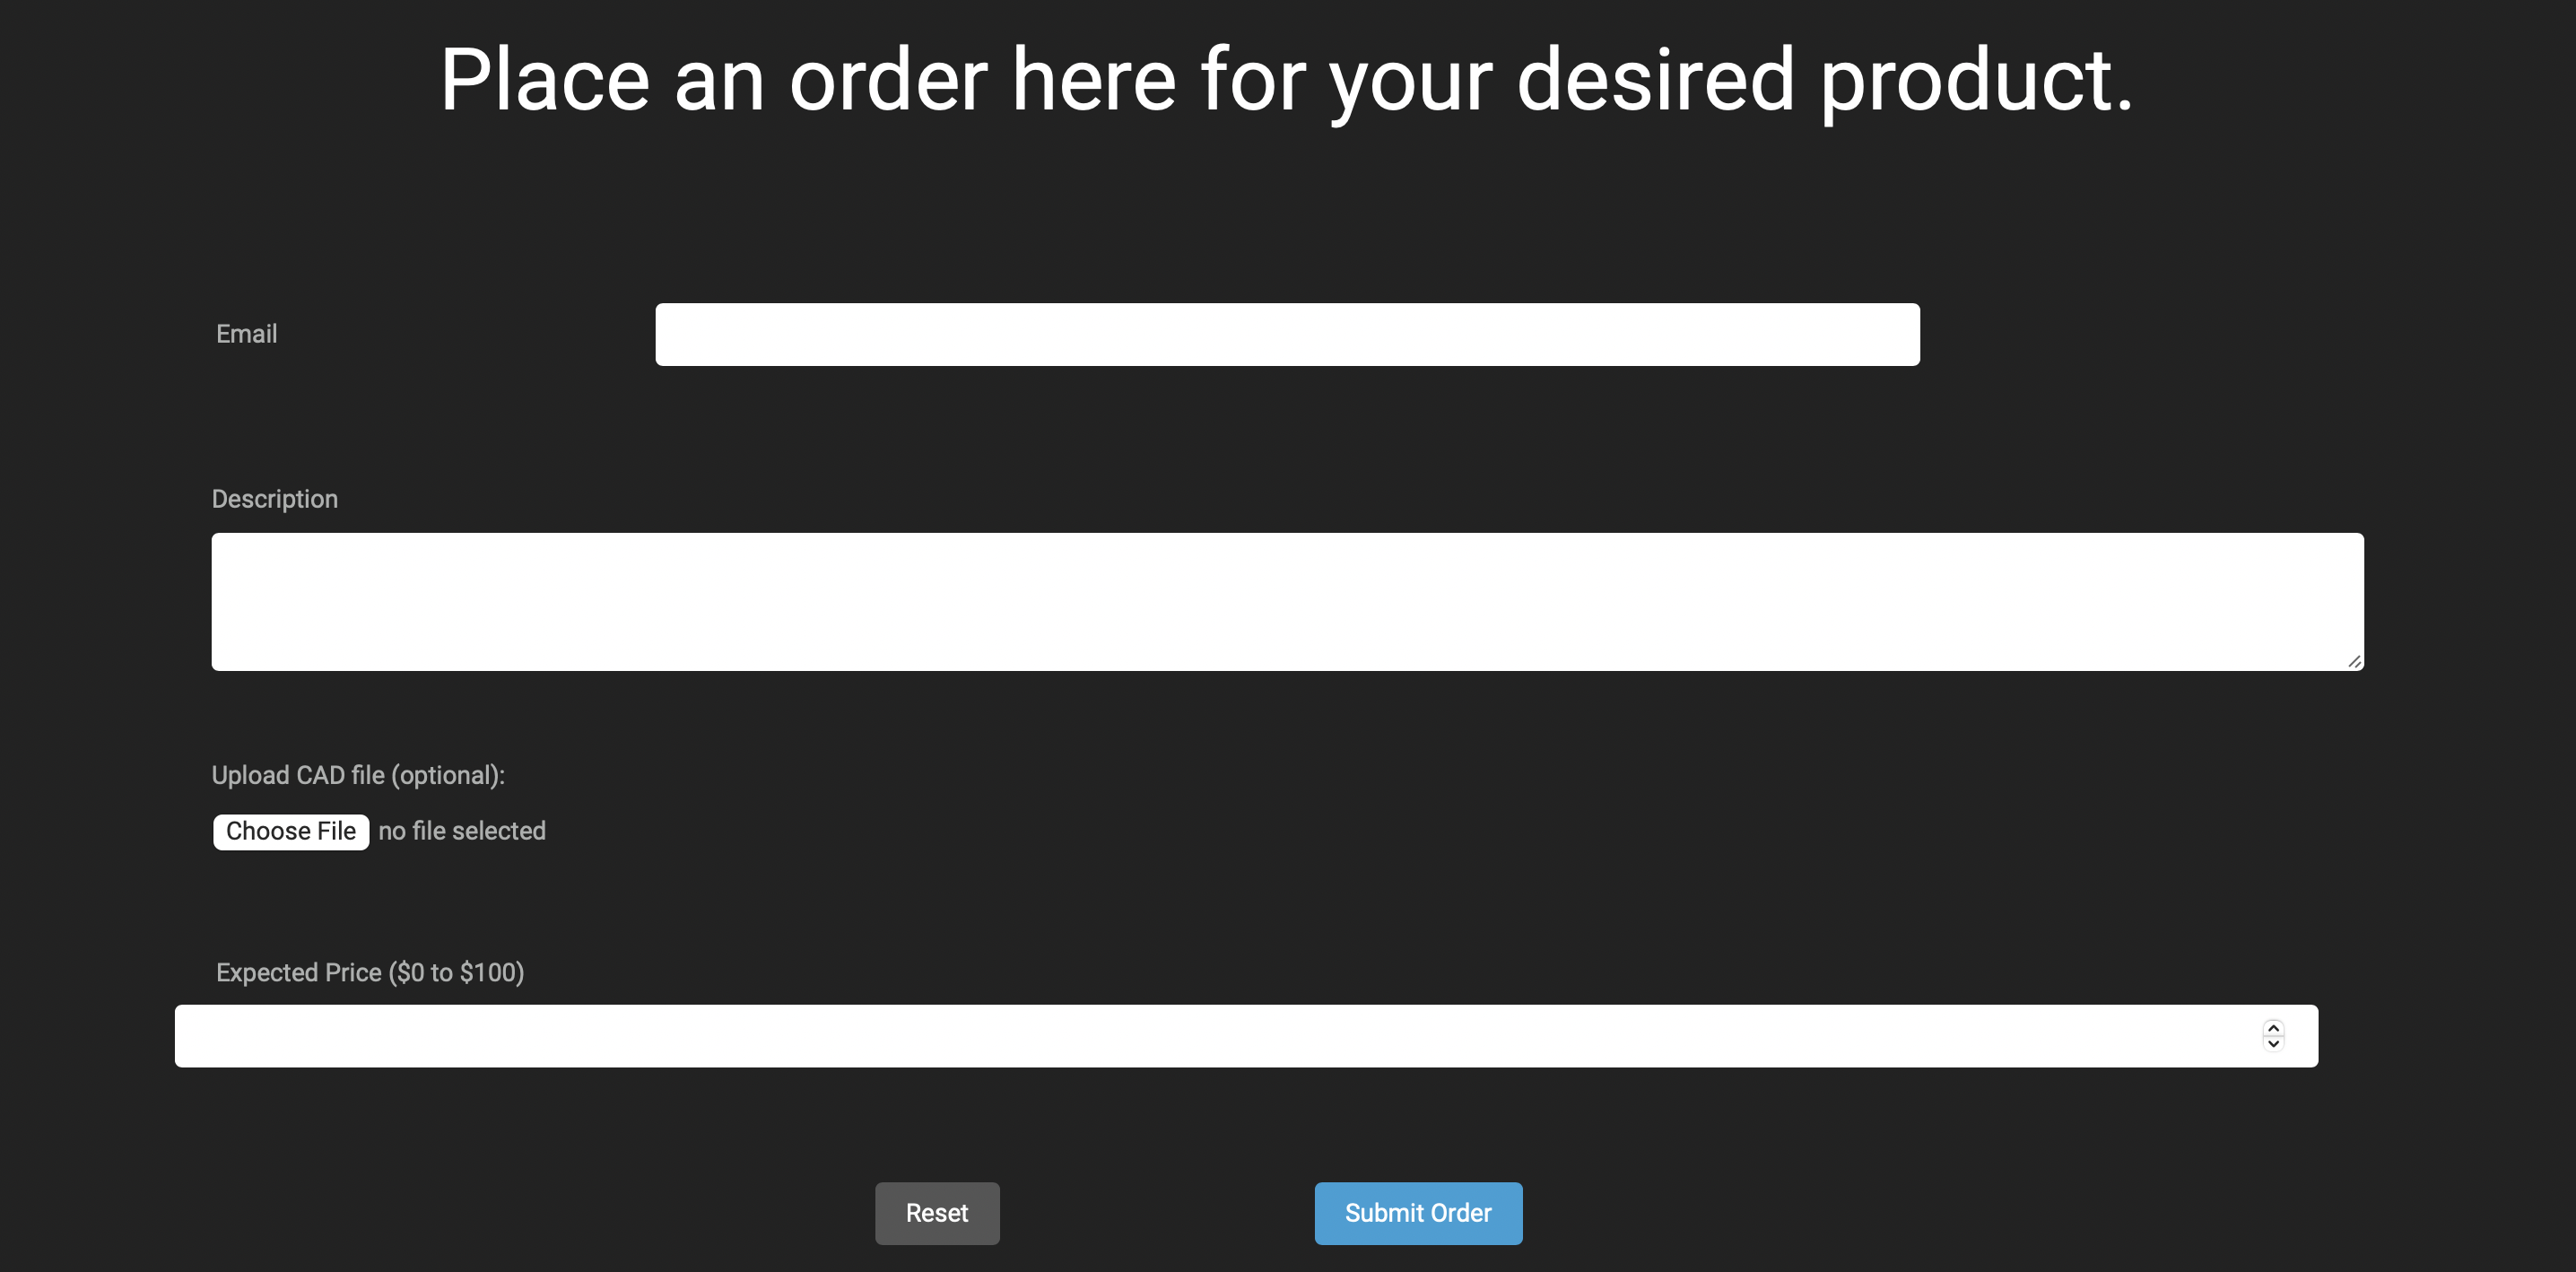 Place an order here for your desired product.
Email
Description
Upload CAD file (optional):
Choose File no file selected
Expected Price ($0 to $100)
Reset Submit Order